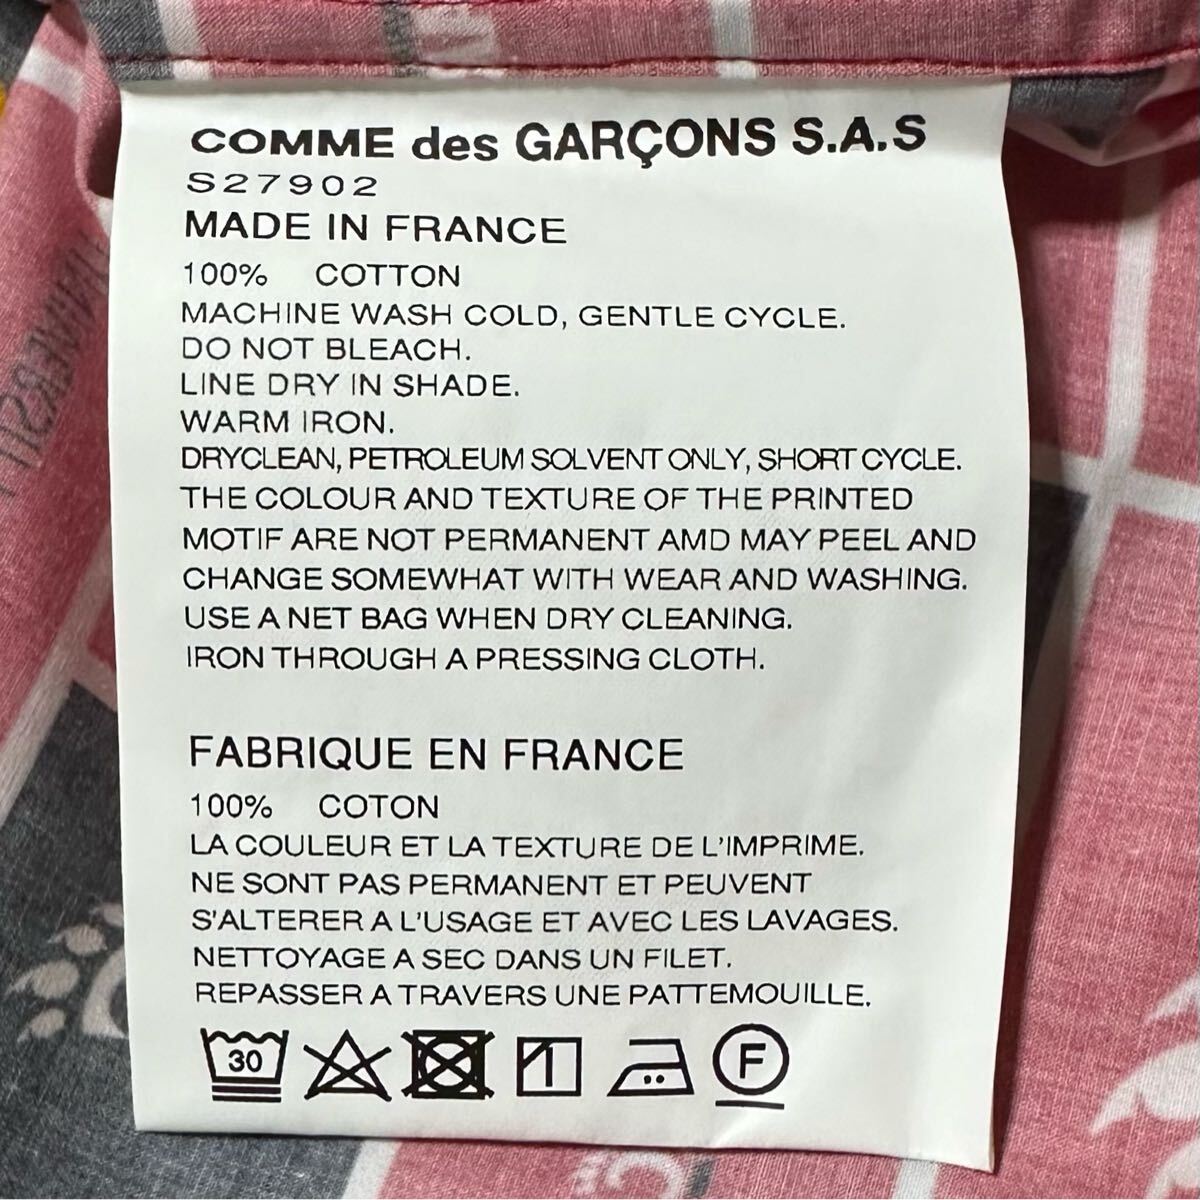 COMME des GARÇONS S.A.S
S27902
MADE IN FRANCE
100% COTTON
MACHINE WASH COLD, GENTLE CYCLE.
DO NOT BLEACH.
LINE DRY IN SHADE.
WARM IRON.
DRYCLEAN, PETROLEUM SOLVENT ONLY, SHORT CYCLE.
THE COLOUR AND TEXTURE OF THE PRINTED
MOTIF ARE NOT PERMANENT AMD MAY PEEL AND
CHANGE SOMEWHAT WITH WEAR AND WASHING.
USE A NET BAG WHEN DRY CLEANING.
IRON THROUGH A PRESSING CLOTH.
FABRIQUE EN FRANCE
100% COTON
LA COULEUR ET LA TEXTURE DE L'IMPRIME.
NE SONT PAS PERMANENT ET PEUVENT
S'ALTERER A L'USAGE ET AVEC LES LAVAGES.
NETTOYAGE A SEC DANS UN FILET.
REPASSER A TRAVERS UNE PATTEMOUILLE.
30 F